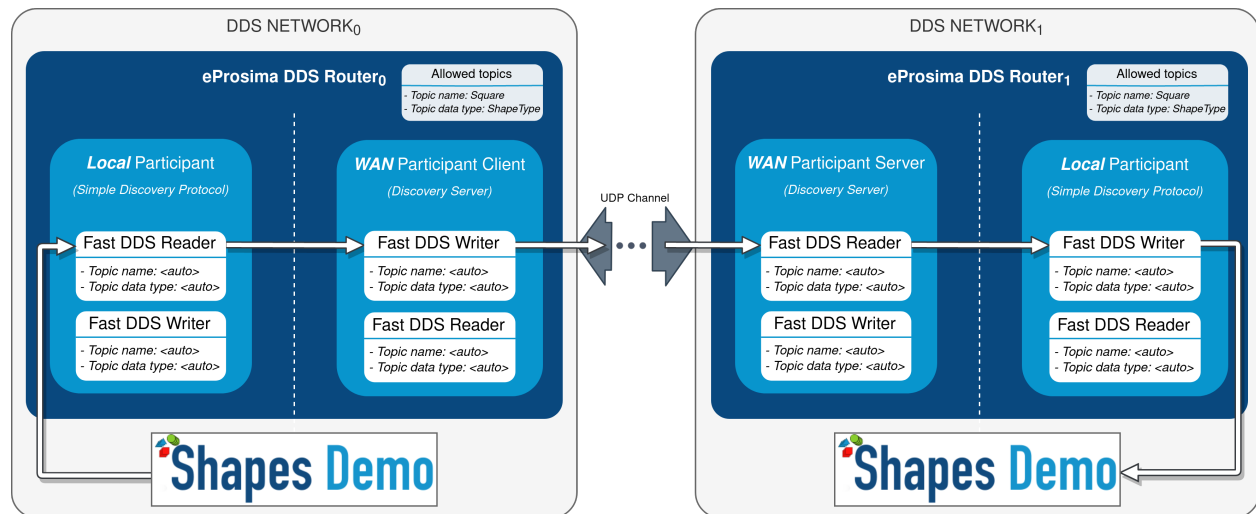 DDS NETWORK0
eProsima DDS Router0
Allowed topics
- Topic name: Square
- Topic data type: ShapeType
Local Participant
(Simple Discovery Protocol)
Fast DDS Reader
- Topic name: <auto>
- Topic data type: <auto>
Fast DDS Writer
- Topic name: <auto>
- Topic data type: <auto>
WAN Participant Client
(Discovery Server)
Fast DDS Writer
- Topic name: <auto>
- Topic data type: <auto>
Fast DDS Reader
- Topic name: <auto>
- Topic data type: <auto>
Shapes Demo
UDP Channel
DDS NETWORK1
eProsima DDS Router1
Allowed topics
- Topic name: Square
- Topic data type: ShapeType
WAN Participant Server
(Discovery Server)
Fast DDS Reader
- Topic name: <auto>
- Topic data type: <auto>
Fast DDS Writer
- Topic name: <auto>
- Topic data type: <auto>
Local Participant
(Simple Discovery Protocol)
Fast DDS Writer
- Topic name: <auto>
- Topic data type: <auto>
Fast DDS Reader
- Topic name: <auto>
- Topic data type: <auto>
Shapes Demo